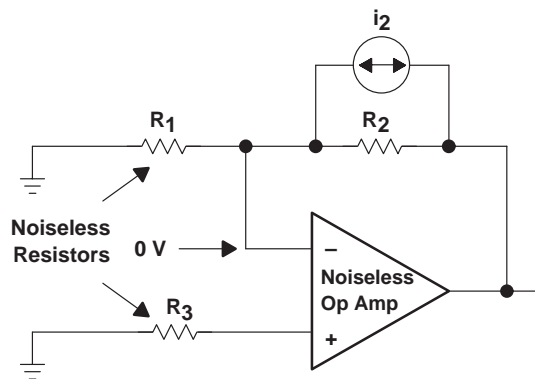 i2
R1
R2
Noiseless
Resistors
0 V
−
Noiseless
Op Amp
R3
+